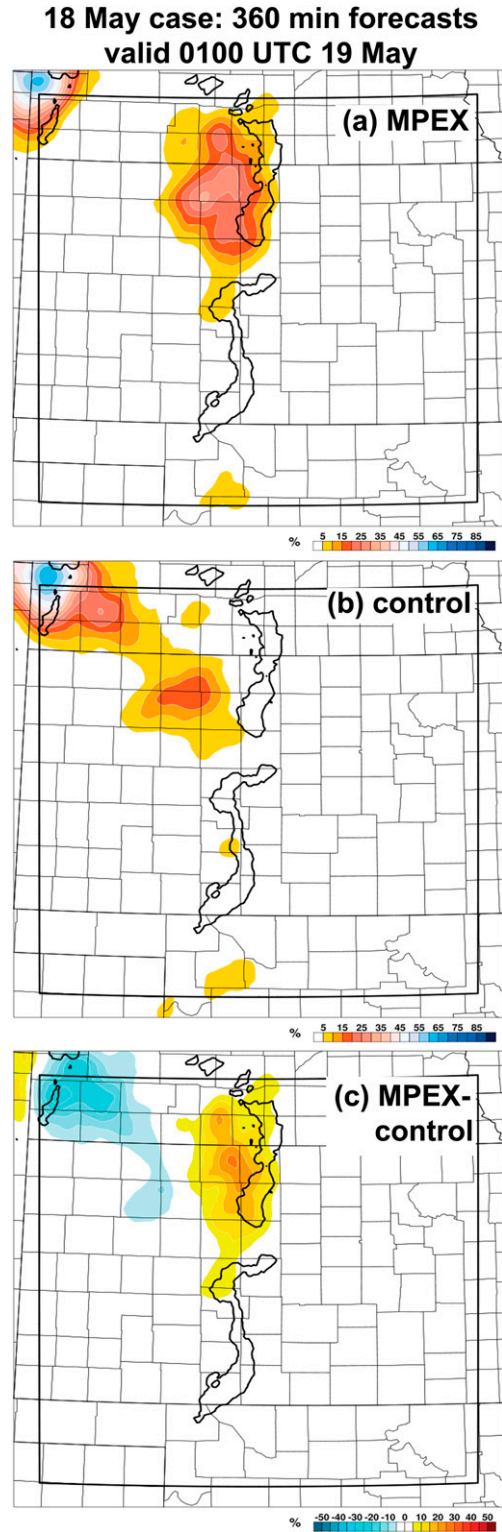 18 May case: 360 min forecasts
valid 0100 UTC 19 May
(a) MPEX
% 5 15 25 35 45 55 65 75 85
(b) control
% 5 15 25 35 45 55 65 75 85
(c) MPEX-
control
% -50 -40 -30 -20 -10 0 10 20 30 40 50